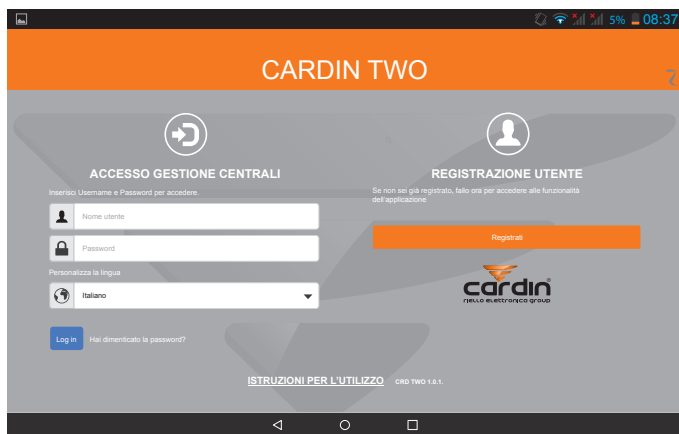 5% 08:37
CARDIN TWO
ACCESSO GESTIONE CENTRALI
Inserisci Username e Password per accedere.
Nome utente
Password
Personalizza la lingua
Italiano
Log in Hai dimenticato la password?
REGISTRAZIONE UTENTE
Se non sei già registrato, fallo ora per accedere alle funzionalità
dell'applicazione
Registrati
cardin
riello elettronica group
ISTRUZIONI PER L'UTILIZZO CRD TWO 1.0.1.